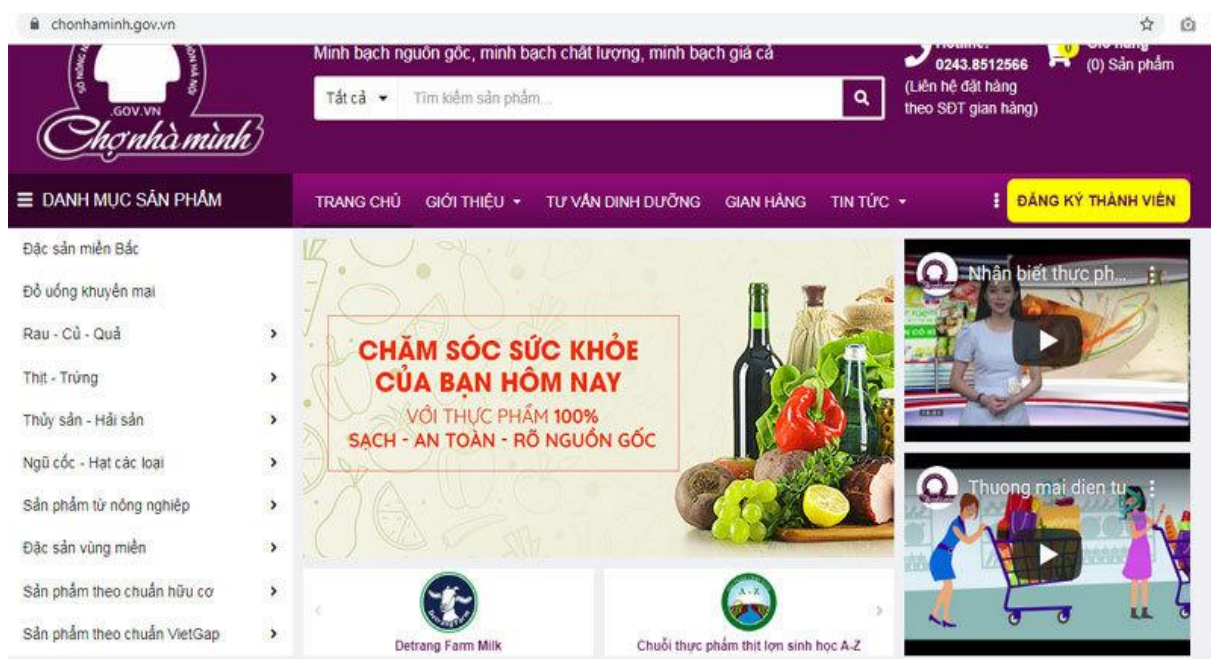 chonhaminh.gov.vn
.GOV.VN
Chợ nhà mình
Minh bạch nguồn gốc, minh bạch chất lượng, minh bạch giá cả
Tất cả
Tìm kiếm sản phẩm...
Hotline:
0243.8512566
(Liên hệ đặt hàng
theo SĐT gian hàng)
0
Giỏ hàng
(0) Sản phẩm
DANH MỤC SẢN PHẨM
TRANG CHỦ
GIỚI THIỆU
TƯ VẤN DINH DƯỠNG
GIAN HÀNG
TIN TỨC
ĐĂNG KÝ THÀNH VIÊN
Đặc sản miền Bắc
Đồ uống khuyến mại
Rau - Củ - Quả
Thịt - Trứng
Thủy sản - Hải sản
Ngũ cốc - Hạt các loại
Sản phẩm từ nông nghiệp
Đặc sản vùng miền
Sản phẩm theo chuẩn hữu cơ
Sản phẩm theo chuẩn VietGap
CHĂM SÓC SỨC KHỎE
CỦA BẠN HÔM NAY
VỚI THỰC PHẨM 100%
SẠCH - AN TOÀN - RÕ NGUỒN GỐC
Detrang Farm Milk
A - Z
Chuỗi thực phẩm thịt lợn sinh học A-Z
Nhận biết thực ph...
Thuong mai dien tu